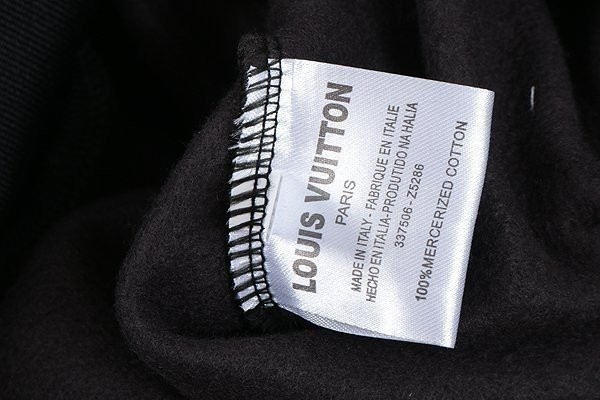 LOUIS VUITTON
PARIS
MADE IN ITALY - FABRIQUE EN ITALIE
HECHO EN ITALIA-PRODUTIDO NA HALIA
337506 - Z5286
100%MERCERIZED COTTON